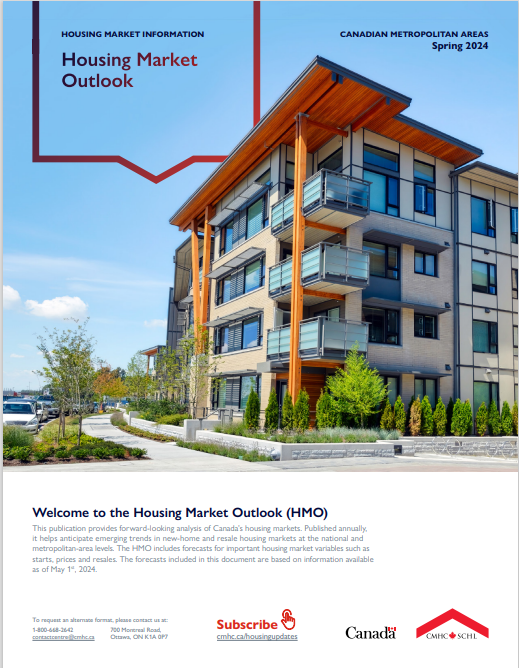 HOUSING MARKET INFORMATION
CANADIAN METROPOLITAN AREAS
Spring 2024
Housing Market
Outlook
Welcome to the Housing Market Outlook (HMO)
This publication provides forward-looking analysis of Canada's housing markets. Published annually,
it helps anticipate emerging trends in new-home and resale housing markets at the national and
metropolitan-area levels. The HMO includes forecasts for important housing market variables such as
starts, prices and resales. The forecasts included in this document are based on information available
as of May 1st, 2024.
To request an alternate format, please contact us at:
1-800-668-2642
contactcentre@cmhc.ca
700 Montreal Road,
Ottawa, ON K1A 0P7
Subscribe
cmhc.ca/housingupdates
Canada
CMHC SCHL